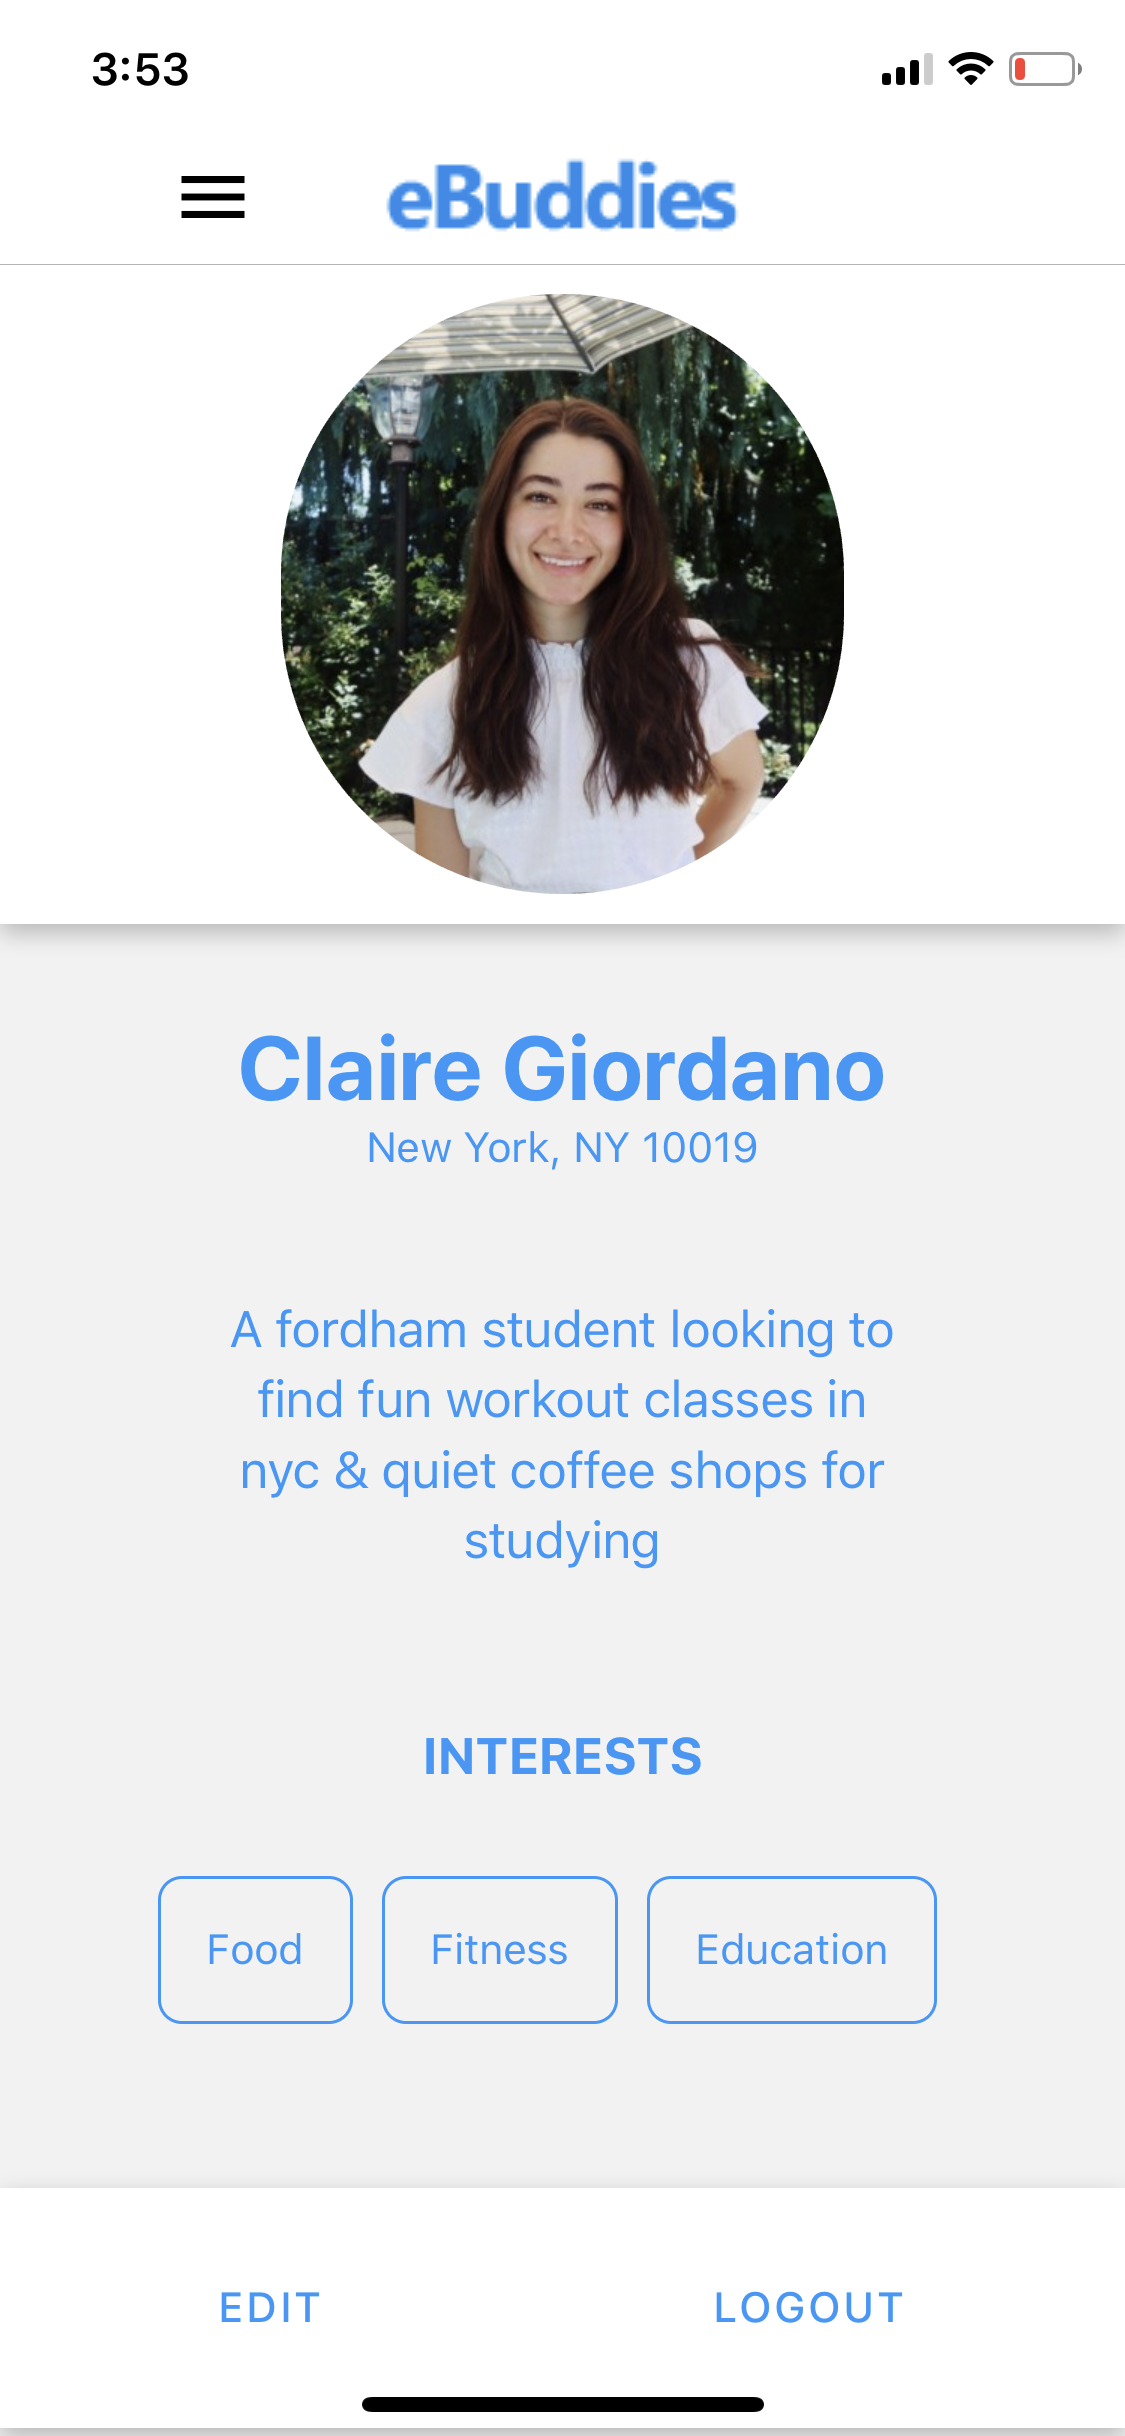 3:53
eBuddies
Claire Giordano
New York, NY 10019
A fordham student looking to
find fun workout classes in
nyc & quiet coffee shops for
studying
INTERESTS
Food Fitness Education
EDIT LOGOUT